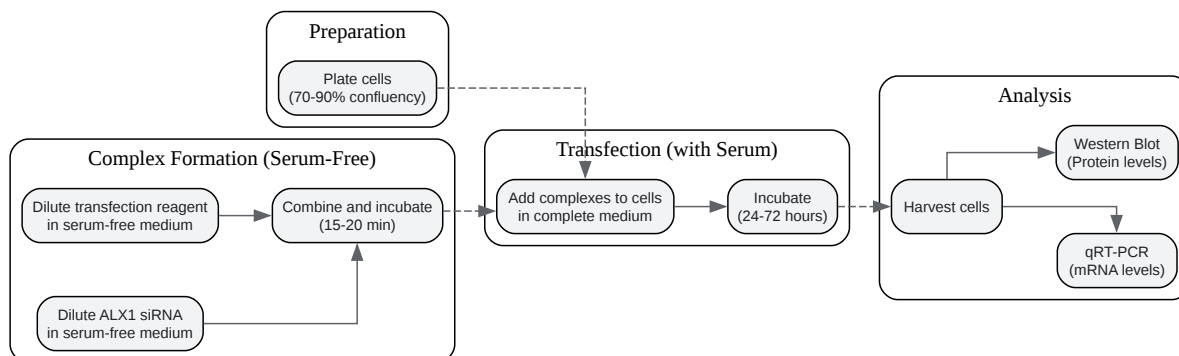 Preparation
Plate cells
(70-90% confluency)
Complex Formation (Serum-Free)
Dilute transfection reagent
in serum-free medium
Combine and incubate
(15-20 min)
Dilute ALX1 siRNA
in serum-free medium
Transfection (with Serum)
Add complexes to cells
in complete medium
Incubate
(24-72 hours)
Analysis
Harvest cells
Western Blot
(Protein levels)
qRT-PCR
(mRNA levels)